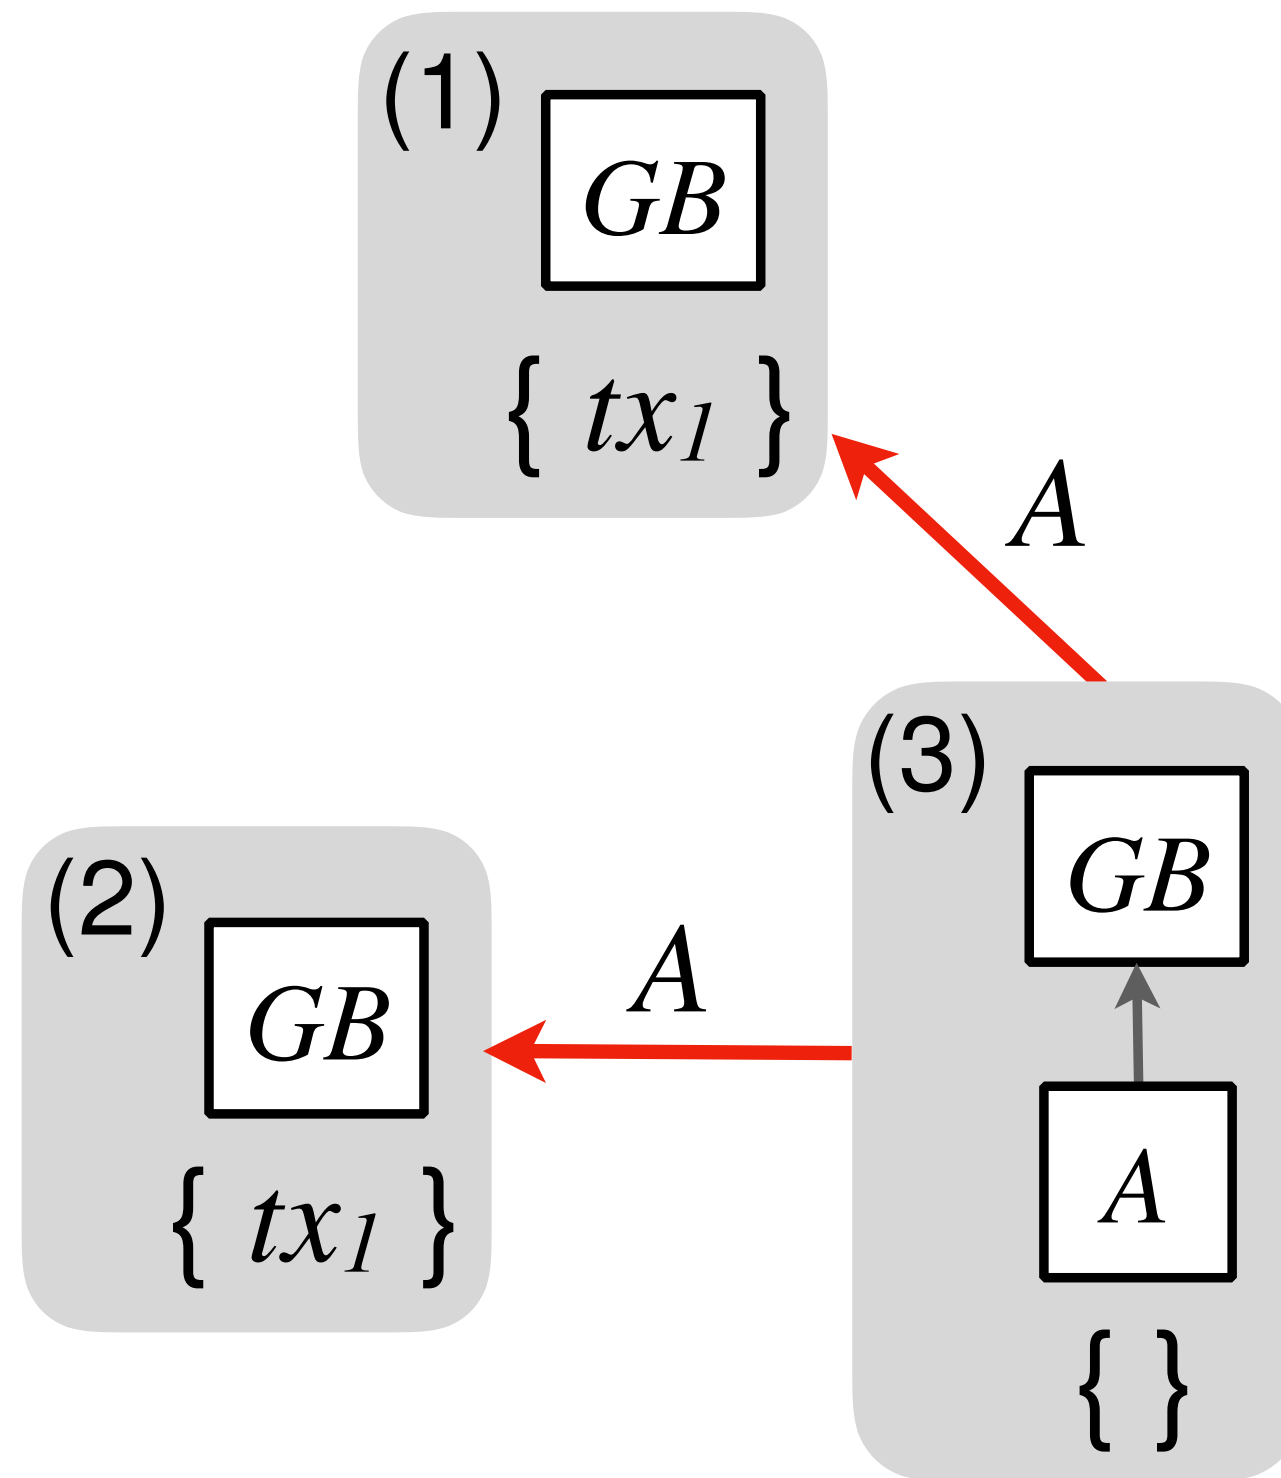 (1)
GB
{ tx₁ }
A
(3)
GB
(2)
GB
A
A
{ tx₁ }
{ }